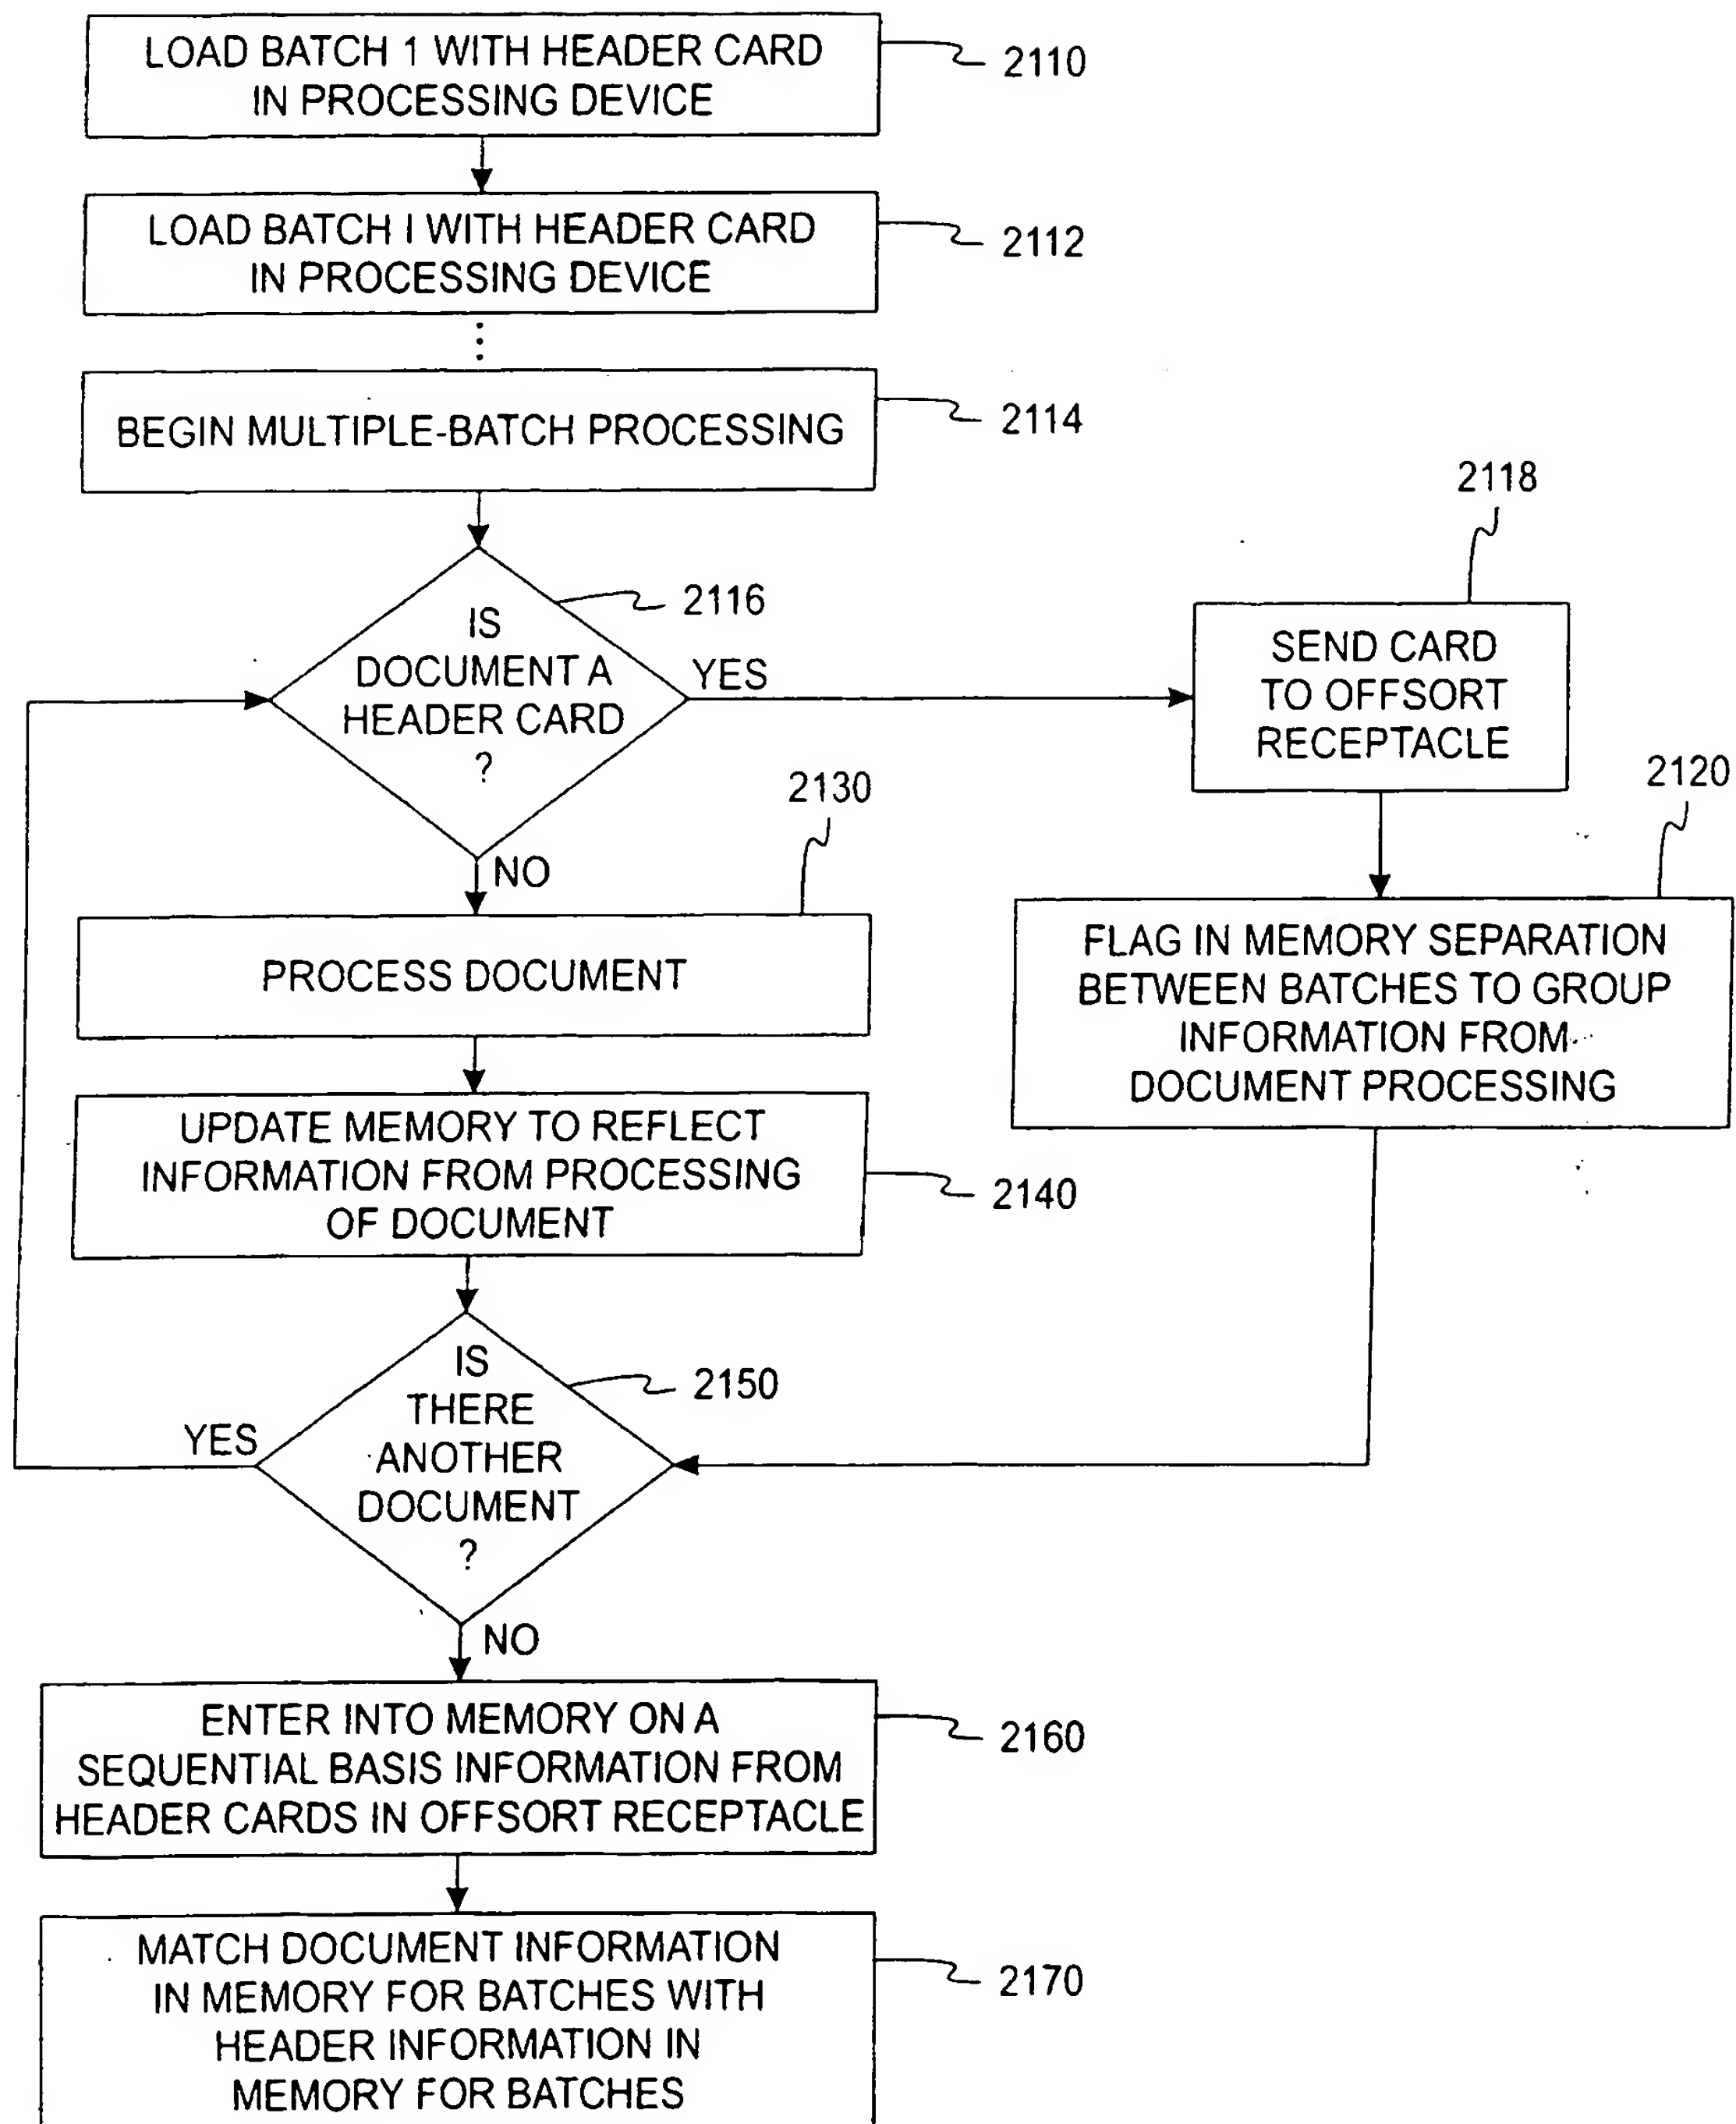 LOAD BATCH 1 WITH HEADER CARD
IN PROCESSING DEVICE
2110
LOAD BATCH I WITH HEADER CARD
IN PROCESSING DEVICE
2112
BEGIN MULTIPLE-BATCH PROCESSING
2114
IS
DOCUMENT A
HEADER CARD
?
2116
YES
NO
2118
SEND CARD
TO OFFSORT
RECEPTACLE
2120
FLAG IN MEMORY SEPARATION
BETWEEN BATCHES TO GROUP
INFORMATION FROM
DOCUMENT PROCESSING
2130
PROCESS DOCUMENT
UPDATE MEMORY TO REFLECT
INFORMATION FROM PROCESSING
OF DOCUMENT
2140
IS
THERE
ANOTHER
DOCUMENT
?
2150
YES
NO
ENTER INTO MEMORY ON A
SEQUENTIAL BASIS INFORMATION FROM
HEADER CARDS IN OFFSORT RECEPTACLE
2160
MATCH DOCUMENT INFORMATION
IN MEMORY FOR BATCHES WITH
HEADER INFORMATION IN
MEMORY FOR BATCHES
2170